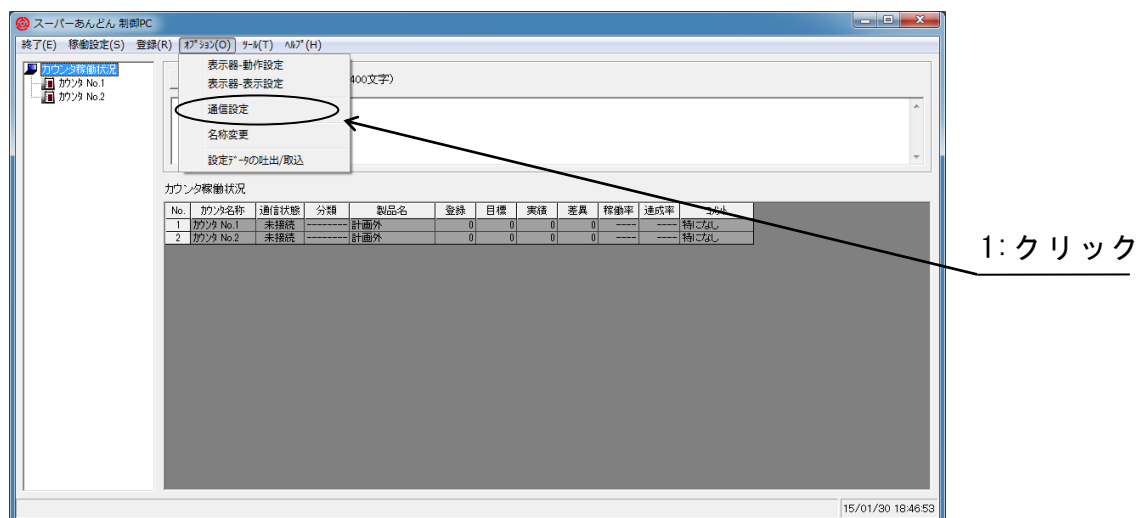 スーパーあんどん 制御PC
終了(E) 稼働設定(S) 登録(R) ｵﾌﾟｼｮﾝ(O) ﾂｰﾙ(T) ﾍﾙﾌﾟ(H)
カウンタ稼働状況
ｶｳﾝﾀ No.1
ｶｳﾝﾀ No.2
表示器-動作設定
表示器-表示設定
通信設定
名称変更
設定ﾃﾞｰﾀの吐出/取込
400文字)
カウンタ稼働状況
No. ｶｳﾝﾀ名称 通信状態 分類 製品名 登録 目標 実績 差異 稼働率 達成率 ｺﾒﾝﾄ
1 ｶｳﾝﾀ No.1 未接続 -------- 計画外 0 0 0 0 ---- ---- 特になし
2 ｶｳﾝﾀ No.2 未接続 -------- 計画外 0 0 0 0 ---- ---- 特になし
1:クリック
15/01/30 18:46:53